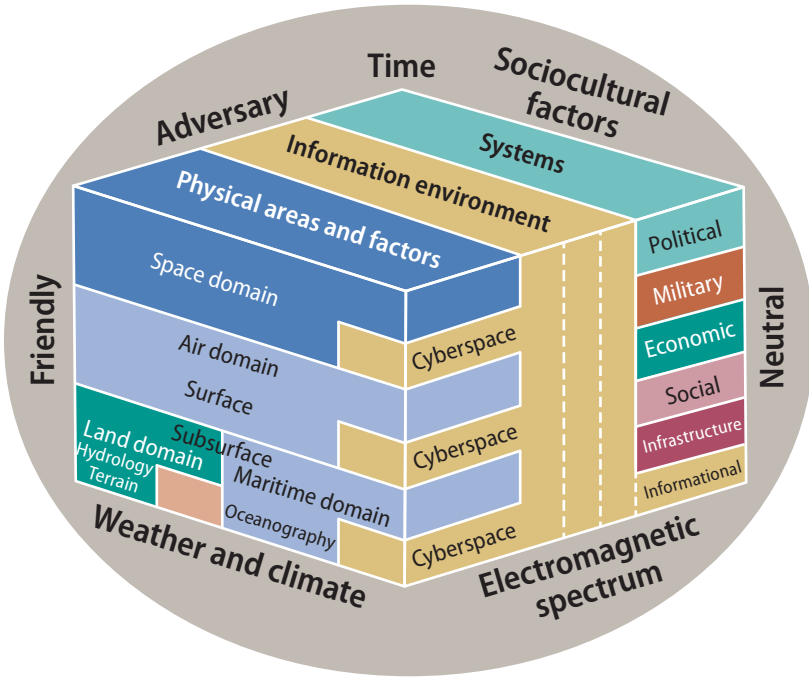 Time
Sociocultural
factors
Adversary
Systems
Information environment
Physical areas and factors
Political
Space domain
Military
Friendly
Neutral
Cyberspace
Economic
Air domain
Surface
Social
Cyberspace
Infrastructure
Land domain
Subsurface
Hydrology
Terrain
Maritime domain
Informational
Oceanography
Cyberspace
Weather and climate
Electromagnetic
spectrum